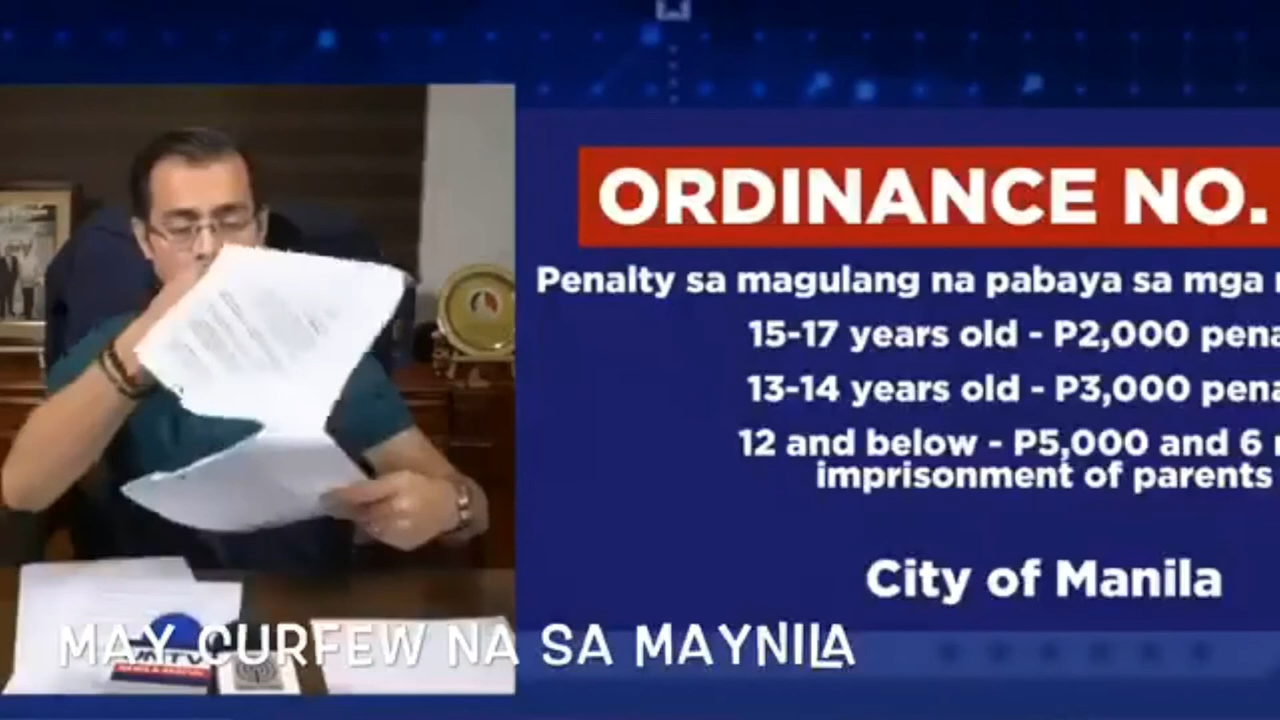 ORDINANCE NO.
Penalty sa magulang na pabaya sa mga
15-17 years old - P2,000
13-14 years old - P3,000
12 and below - P5,000 and 6
imprisonment of parents
City of Manila
MAY CURFEW NA SA MAYNILA